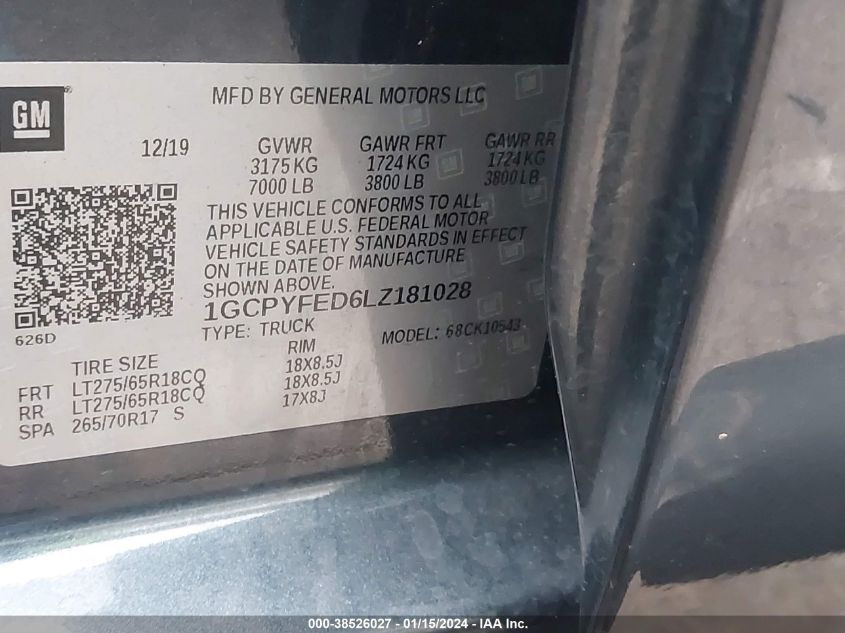 GM
MFD BY GENERAL MOTORS LLC
12/19 GVWR GAWR FRT GAWR RR
3175 KG 1724 KG 1724 KG
7000 LB 3800 LB 3800 LB
THIS VEHICLE CONFORMS TO ALL
APPLICABLE U.S. FEDERAL MOTOR
VEHICLE SAFETY STANDARDS IN EFFECT
ON THE DATE OF MANUFACTURE
SHOWN ABOVE.
1GCPYFED6LZ181028
626D
TYPE: TRUCK MODEL: 68CK10543
TIRE SIZE RIM
FRT LT275/65R18CQ 18X8.5J
RR LT275/65R18CQ 18X8.5J
SPA 265/70R17 S 17X8J
000-38526027 - 01/15/2024 - IAA Inc.